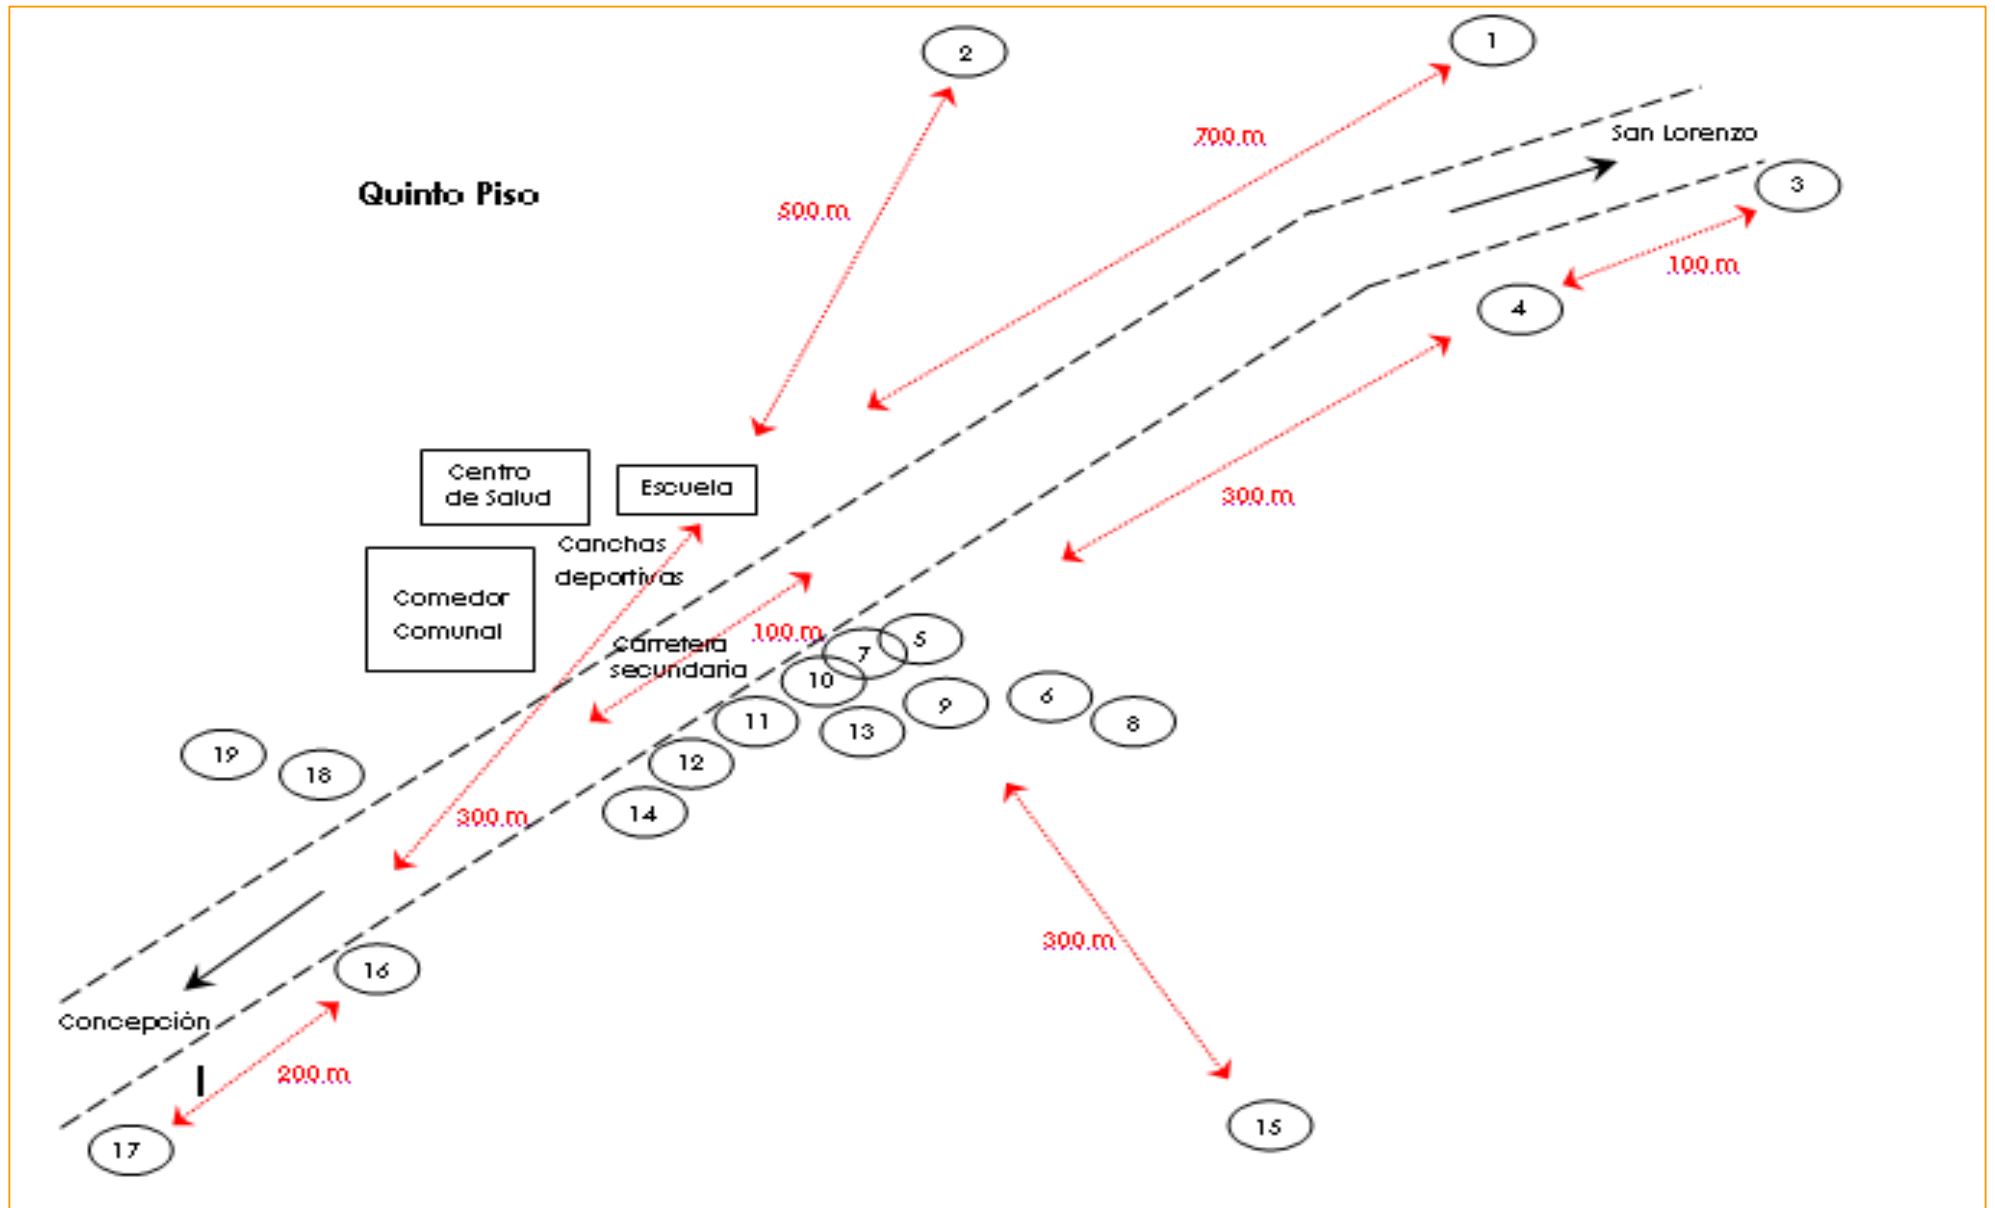 1
2
700 m
San Lorenzo
3
Quinto Piso
500 m
100 m
4
Centro
de Salud
Escuela
300 m
Canchas
deportivas
Comedor
Comunal
Carretera
secundaria
100 m
5
7
10
6
9
8
11
13
12
19
18
14
300 m
300 m
16
Concepción
200 m
15
17